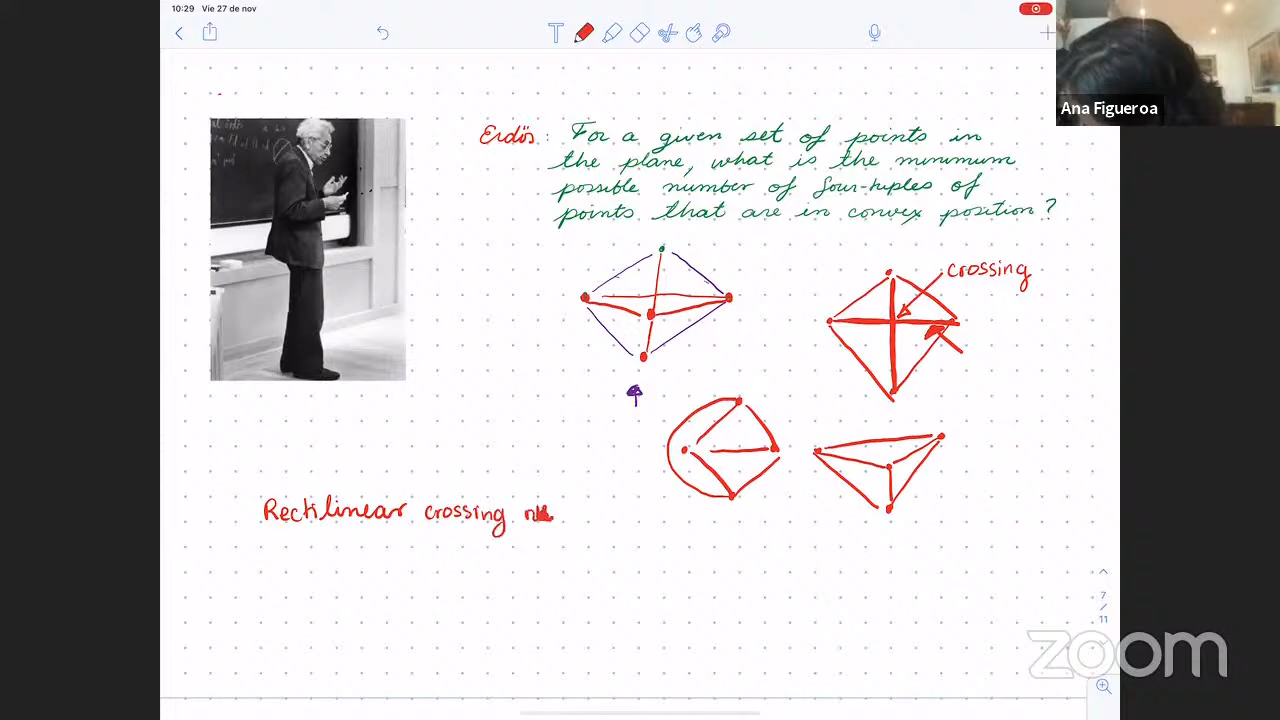 10:29 Vie 27 de nov
Ana Figueroa
Erdös: For a given set of points in
the plane, what is the minimum
possible number of four-tuples of
points that are in convex position?
crossing
Rectilinear crossing
7
/
11
zoom